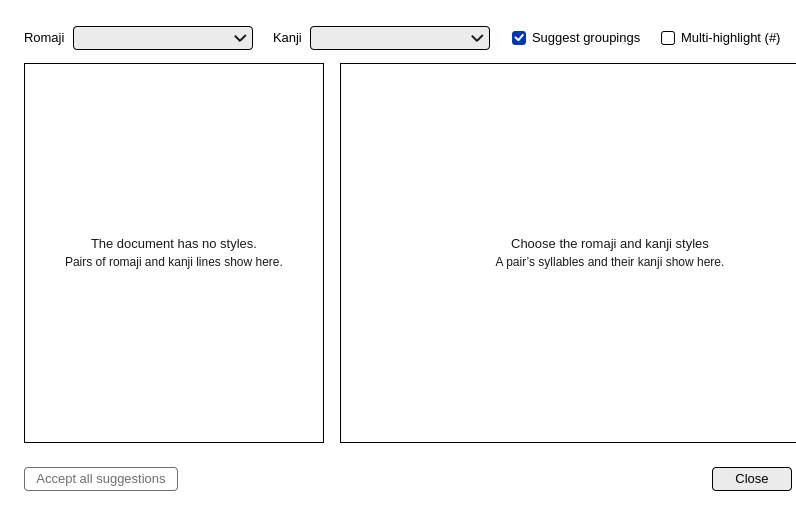 Romaji Kanji Suggest groupings Multi-highlight (#)
The document has no styles.
Pairs of romaji and kanji lines show here.
Choose the romaji and kanji styles
A pair’s syllables and their kanji show here.
Accept all suggestions Close